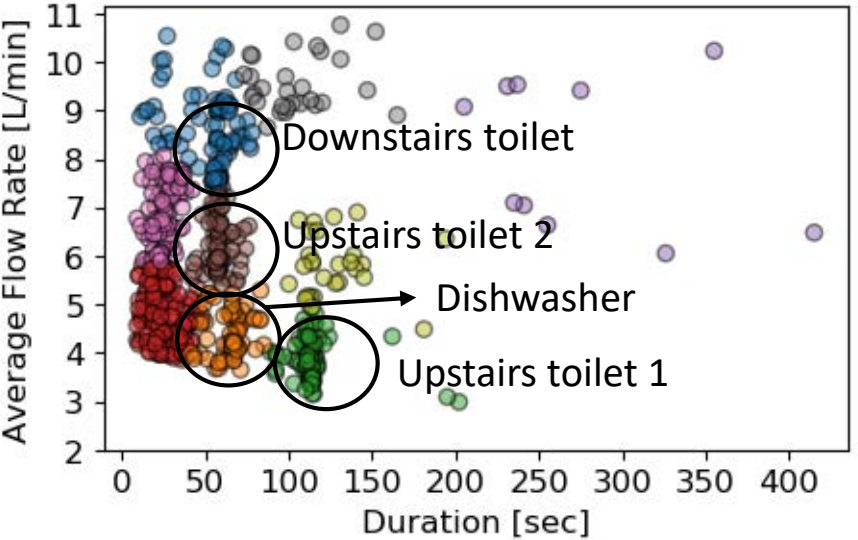 Average Flow Rate [L/min]
11
10
9
8
7
6
5
4
3
2
Downstairs toilet
Upstairs toilet 2
Dishwasher
Upstairs toilet 1
0 50 100 150 200 250 300 350 400
Duration [sec]